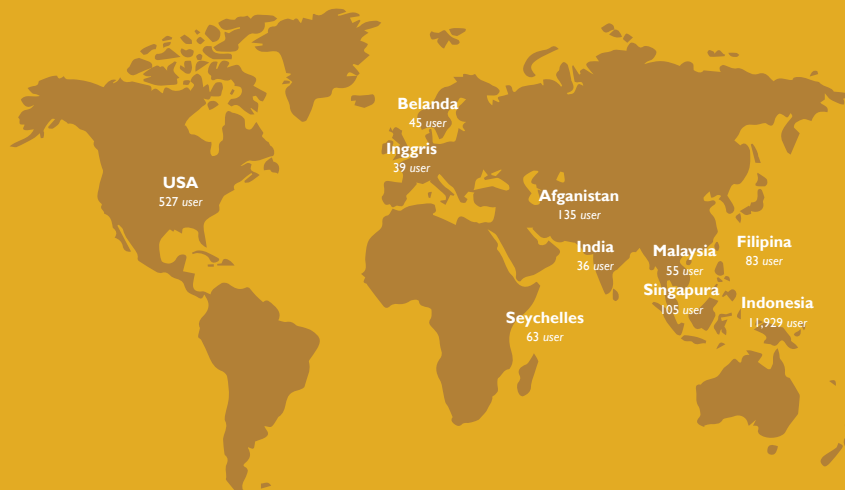 Belanda
45 user
Inggris
39 user
USA
527 user
Afganistan
135 user
India
36 user
Malaysia
55 user
Filipina
83 user
Singapura
105 user
Indonesia
11,929 user
Seychelles
63 user